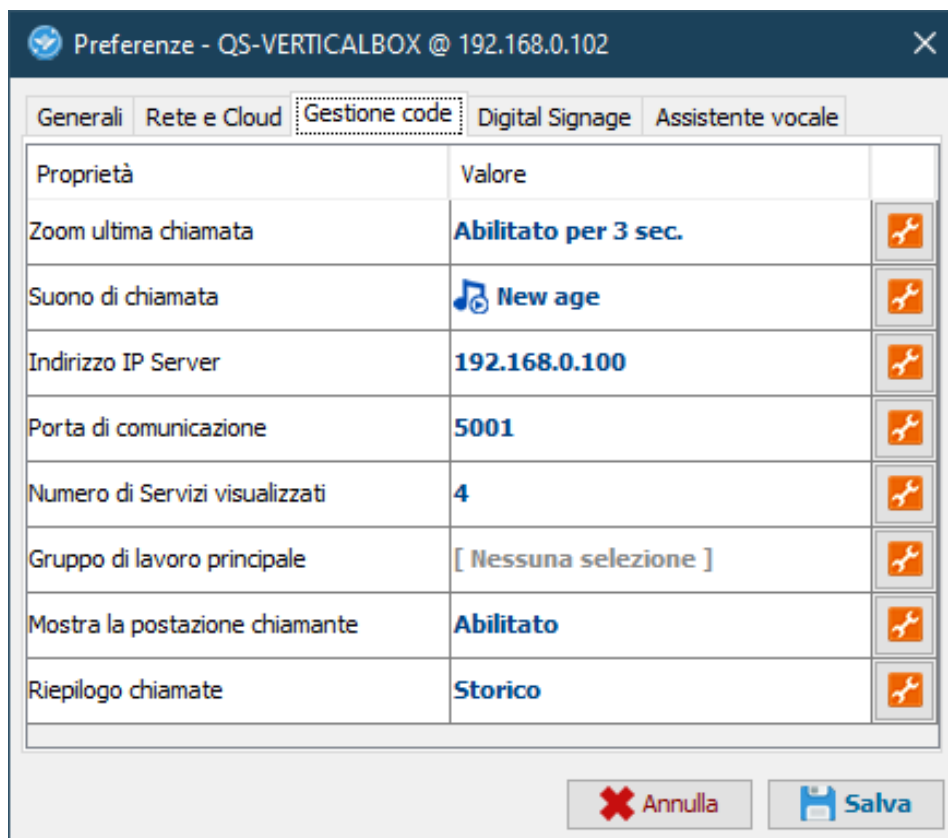 Preferenze - QS-VERTICALBOX @ 192.168.0.102
Generali Rete e Cloud Gestione code Digital Signage Assistente vocale
Proprietà Valore
Zoom ultima chiamata Abilitato per 3 sec.
Suono di chiamata New age
Indirizzo IP Server 192.168.0.100
Porta di comunicazione 5001
Numero di Servizi visualizzati 4
Gruppo di lavoro principale [ Nessuna selezione ]
Mostra la postazione chiamante Abilitato
Riepilogo chiamate Storico
Annulla Salva